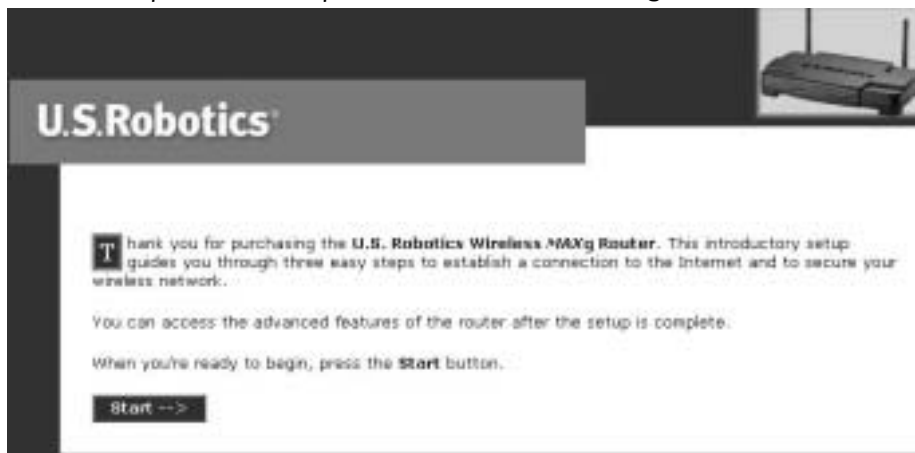 U.S.Robotics
Thank you for purchasing the U.S. Robotics Wireless MAXg Router. This introductory setup
guides you through three easy steps to establish a connection to the Internet and to secure your
wireless network.
You can access the advanced features of the router after the setup is complete.
When you're ready to begin, press the Start button.
Start -->